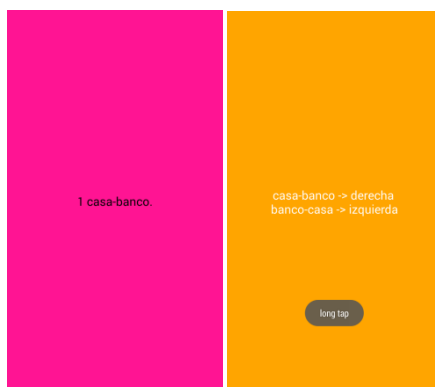 1 casa-banco.
casa-banco -> derecha
banco-casa -> izquierda
long tap